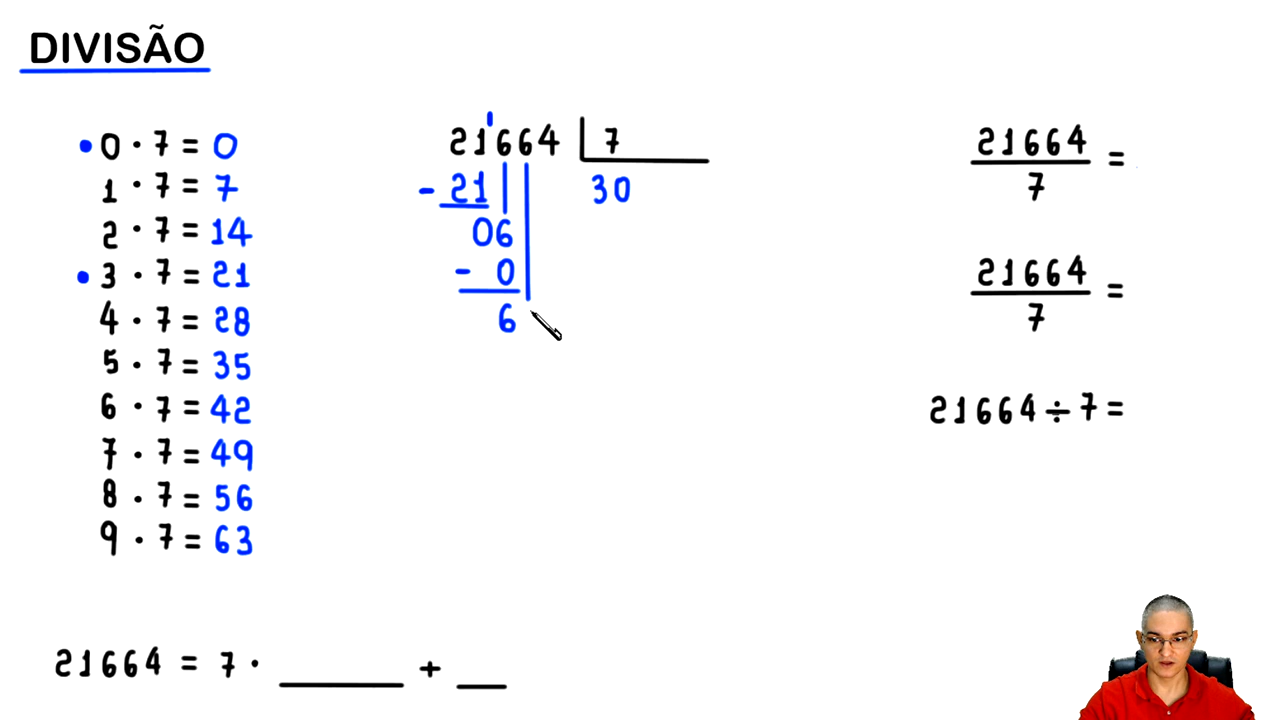 DIVISÃO
0 · 7 = 0
1 · 7 = 7
2 · 7 = 14
3 · 7 = 21
4 · 7 = 28
5 · 7 = 35
6 · 7 = 42
7 · 7 = 49
8 · 7 = 56
9 · 7 = 63
21664 7
- 21 30
06
- 0
6
21664
7 =
21664
7 =
21664 ÷ 7 =
21664 = 7 · ______ + __